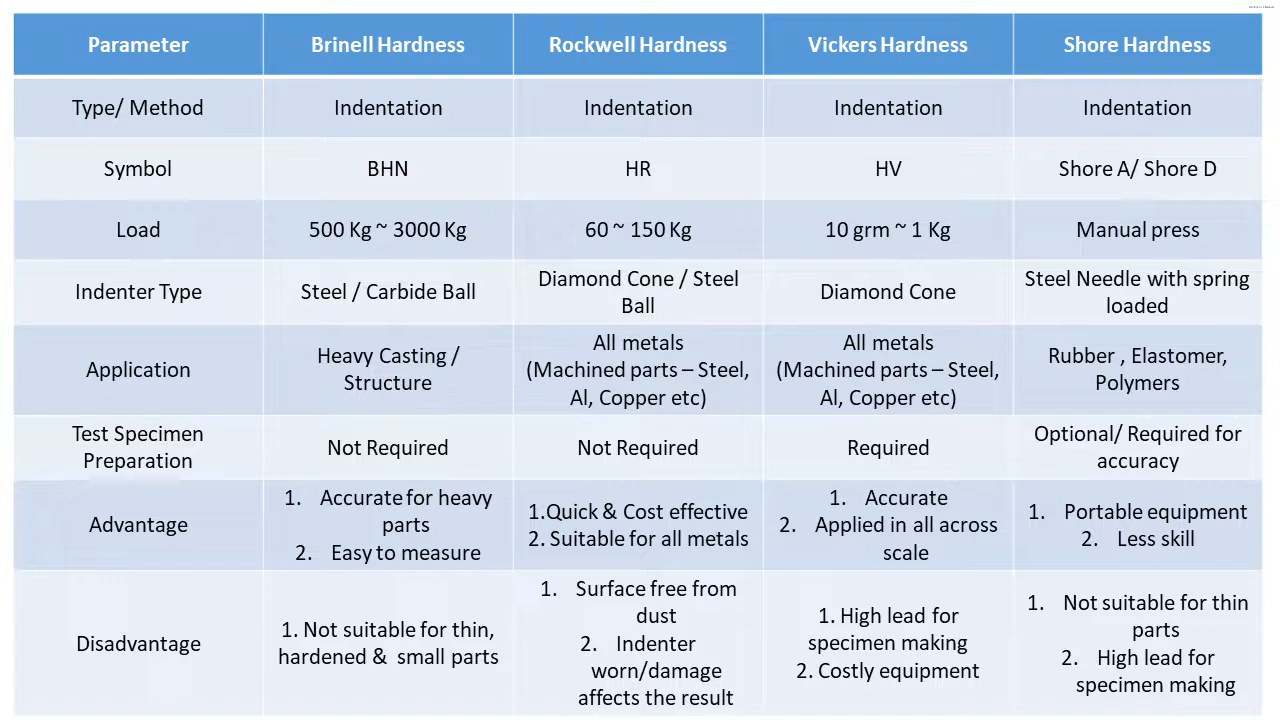 Parameter
Brinell Hardness
Rockwell Hardness
Vickers Hardness
Shore Hardness
Type/ Method
Indentation
Indentation
Indentation
Indentation
Symbol
BHN
HR
HV
Shore A/ Shore D
Load
500 Kg ~ 3000 Kg
60 ~ 150 Kg
10 grm ~ 1 Kg
Manual press
Indenter Type
Steel / Carbide Ball
Diamond Cone / Steel
Ball
Diamond Cone
Steel Needle with spring
loaded
Application
Heavy Casting /
Structure
All metals
(Machined parts – Steel,
Al, Copper etc)
All metals
(Machined parts – Steel,
Al, Copper etc)
Rubber , Elastomer,
Polymers
Test Specimen
Preparation
Not Required
Not Required
Required
Optional/ Required for
accuracy
Advantage
1. Accurate for heavy
parts
2. Easy to measure
1.Quick & Cost effective
2. Suitable for all metals
1. Accurate
2. Applied in all across
scale
1. Portable equipment
2. Less skill
Disadvantage
1. Not suitable for thin,
hardened & small parts
1. Surface free from
dust
2. Indenter
worn/damage
affects the result
1. High lead for
specimen making
2. Costly equipment
1. Not suitable for thin
parts
2. High lead for
specimen making